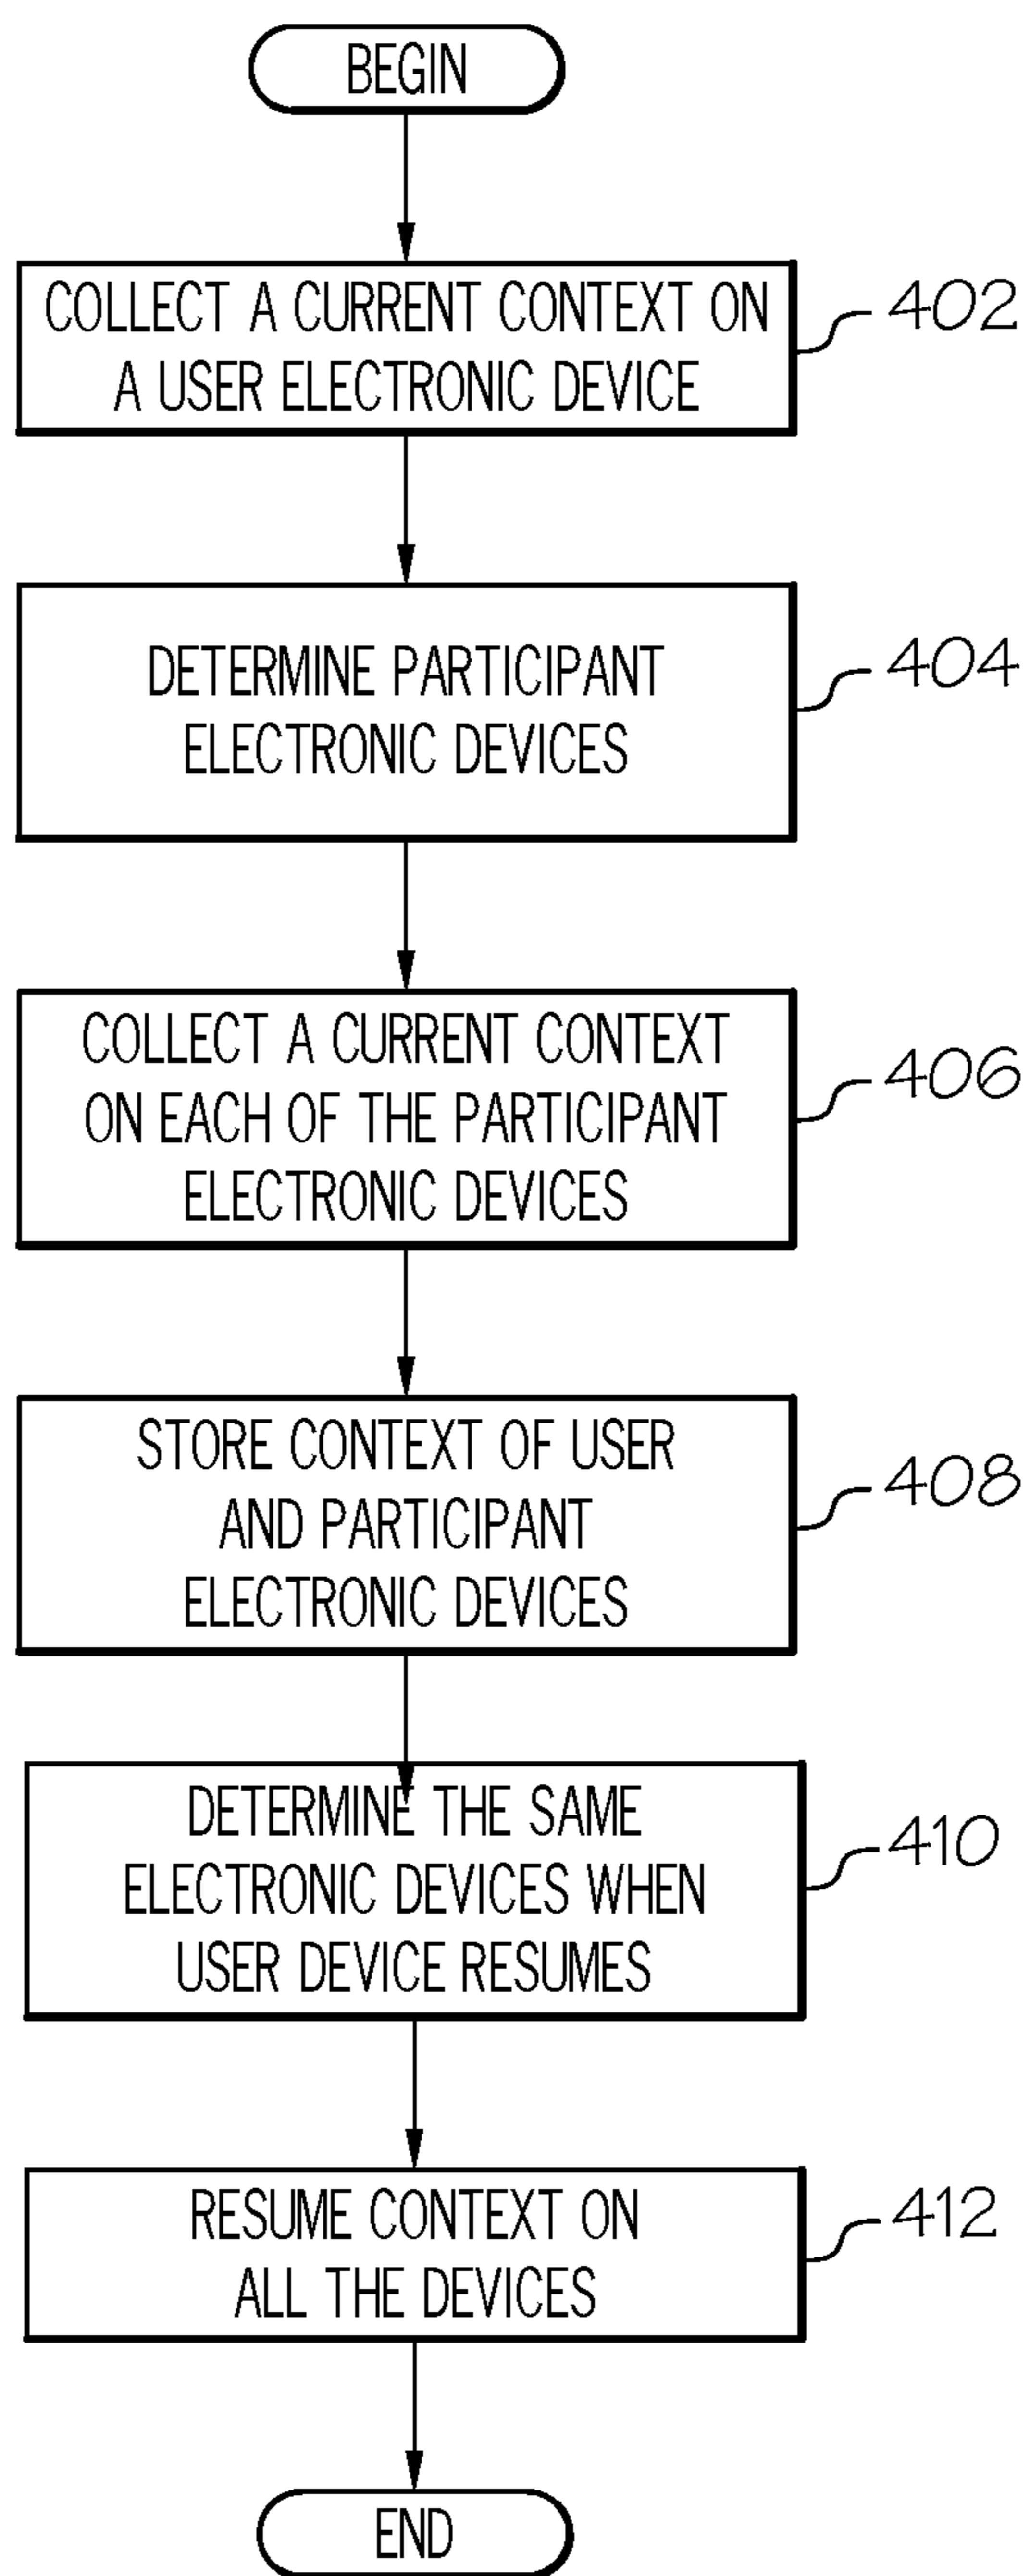 BEGIN
COLLECT A CURRENT CONTEXT ON
A USER ELECTRONIC DEVICE
402
DETERMINE PARTICIPANT
ELECTRONIC DEVICES
404
COLLECT A CURRENT CONTEXT
ON EACH OF THE PARTICIPANT
ELECTRONIC DEVICES
406
STORE CONTEXT OF USER
AND PARTICIPANT
ELECTRONIC DEVICES
408
DETERMINE THE SAME
ELECTRONIC DEVICES WHEN
USER DEVICE RESUMES
410
RESUME CONTEXT ON
ALL THE DEVICES
412
END